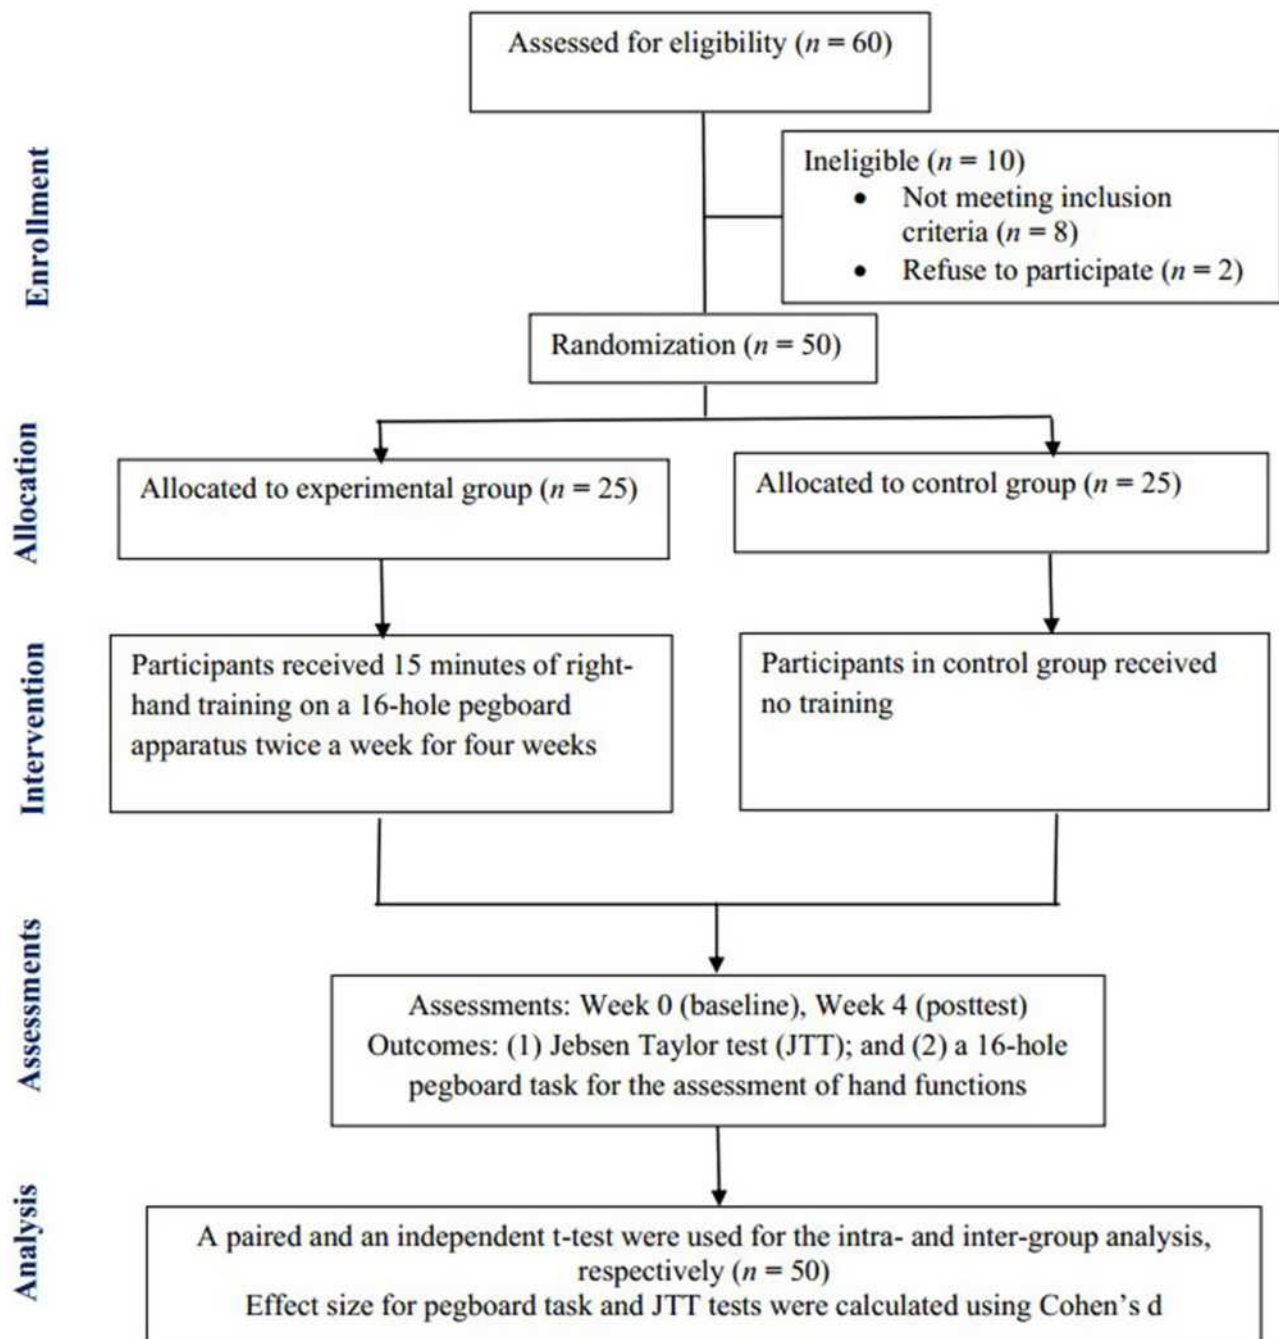 Assessed for eligibility (n = 60)
Enrollment
Ineligible (n = 10)
• Not meeting inclusion
criteria (n = 8)
• Refuse to participate (n = 2)
Randomization (n = 50)
Allocation
Allocated to experimental group (n = 25)
Allocated to control group (n = 25)
Intervention
Participants received 15 minutes of right-
hand training on a 16-hole pegboard
apparatus twice a week for four weeks
Participants in control group received
no training
Assessments
Assessments: Week 0 (baseline), Week 4 (posttest)
Outcomes: (1) Jebsen Taylor test (JTT); and (2) a 16-hole
pegboard task for the assessment of hand functions
Analysis
A paired and an independent t-test were used for the intra- and inter-group analysis,
respectively (n = 50)
Effect size for pegboard task and JTT tests were calculated using Cohen's d